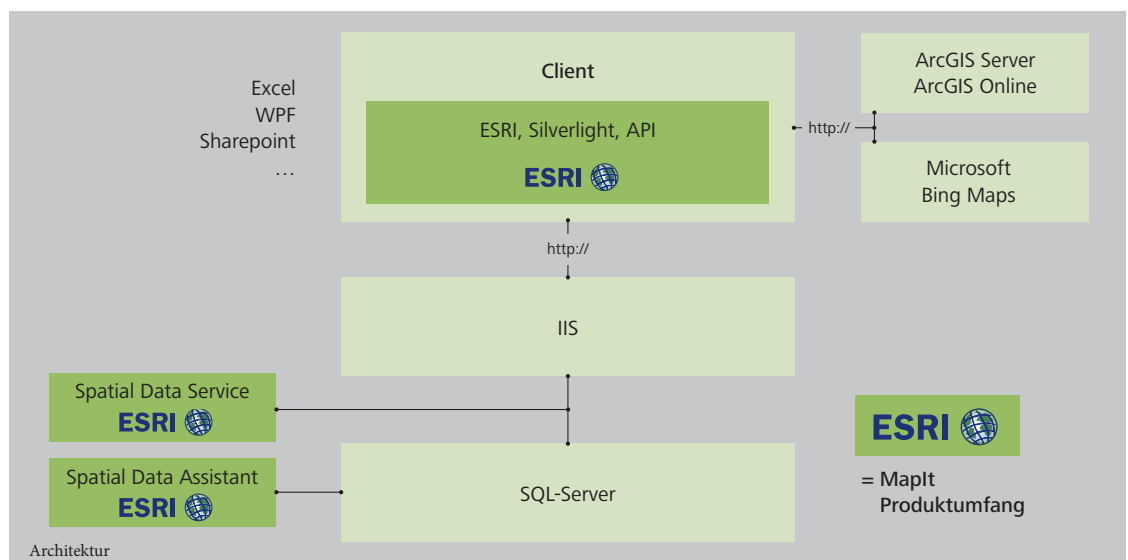 Excel
WPF
Sharepoint
…
Client
ESRI, Silverlight, API
ESRI
http://
ArcGIS Server
ArcGIS Online
Microsoft
Bing Maps
http://
IIS
Spatial Data Service
ESRI
Spatial Data Assistant
ESRI
SQL-Server
ESRI
= MapIt
Produktumfang
Architektur